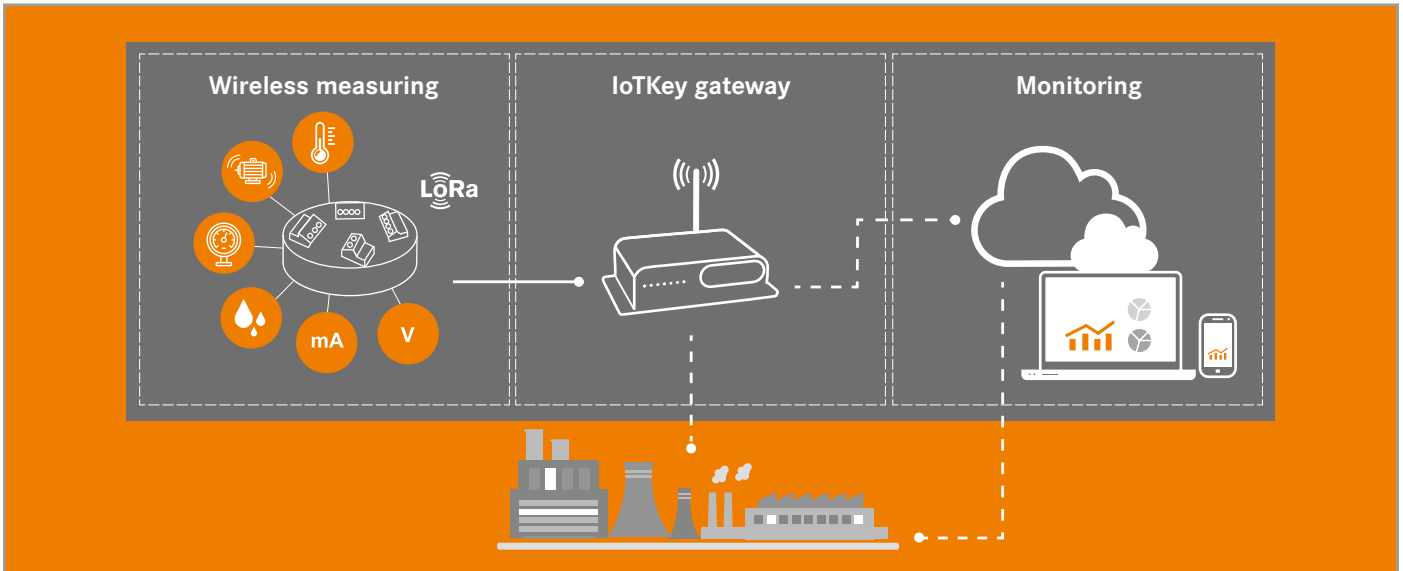 Wireless measuring
IoTKey gateway
Monitoring
LoRa
mA
V